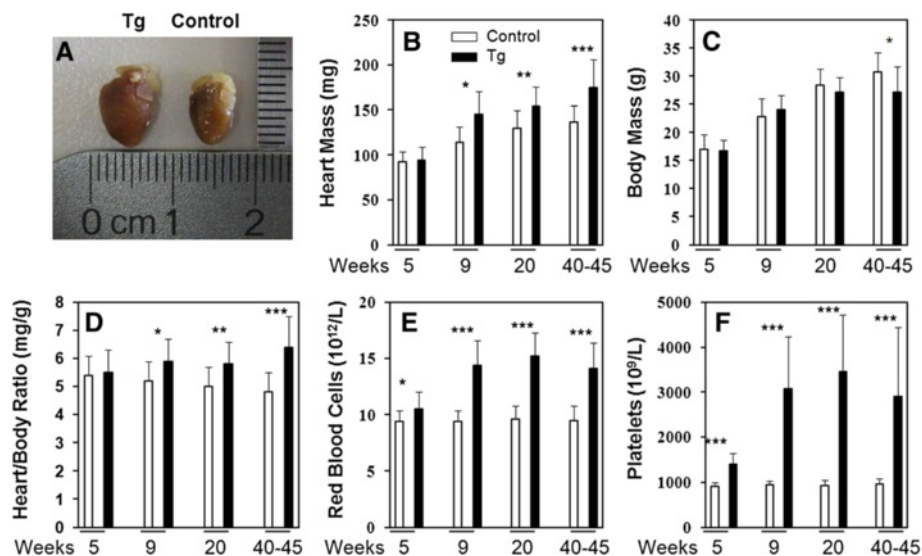 Tg Control
A
0 cm 1 2
B
Control
Tg
Heart Mass (mg)
250
200
150
100
50
0
*
**
***
Weeks 5 9 20 40-45
C
Body Mass (g)
40
35
30
25
20
15
10
5
0
*
Weeks 5 9 20 40-45
D
Heart/Body Ratio (mg/g)
8
7
6
5
4
3
2
1
0
*
**
***
Weeks 5 9 20 40-45
E
Red Blood Cells (10¹²/L)
20
15
10
5
0
*
***
***
***
Weeks 5 9 20 40-45
F
Platelets (10⁹/L)
5000
4000
3000
2000
1000
0
***
***
***
***
Weeks 5 9 20 40-45